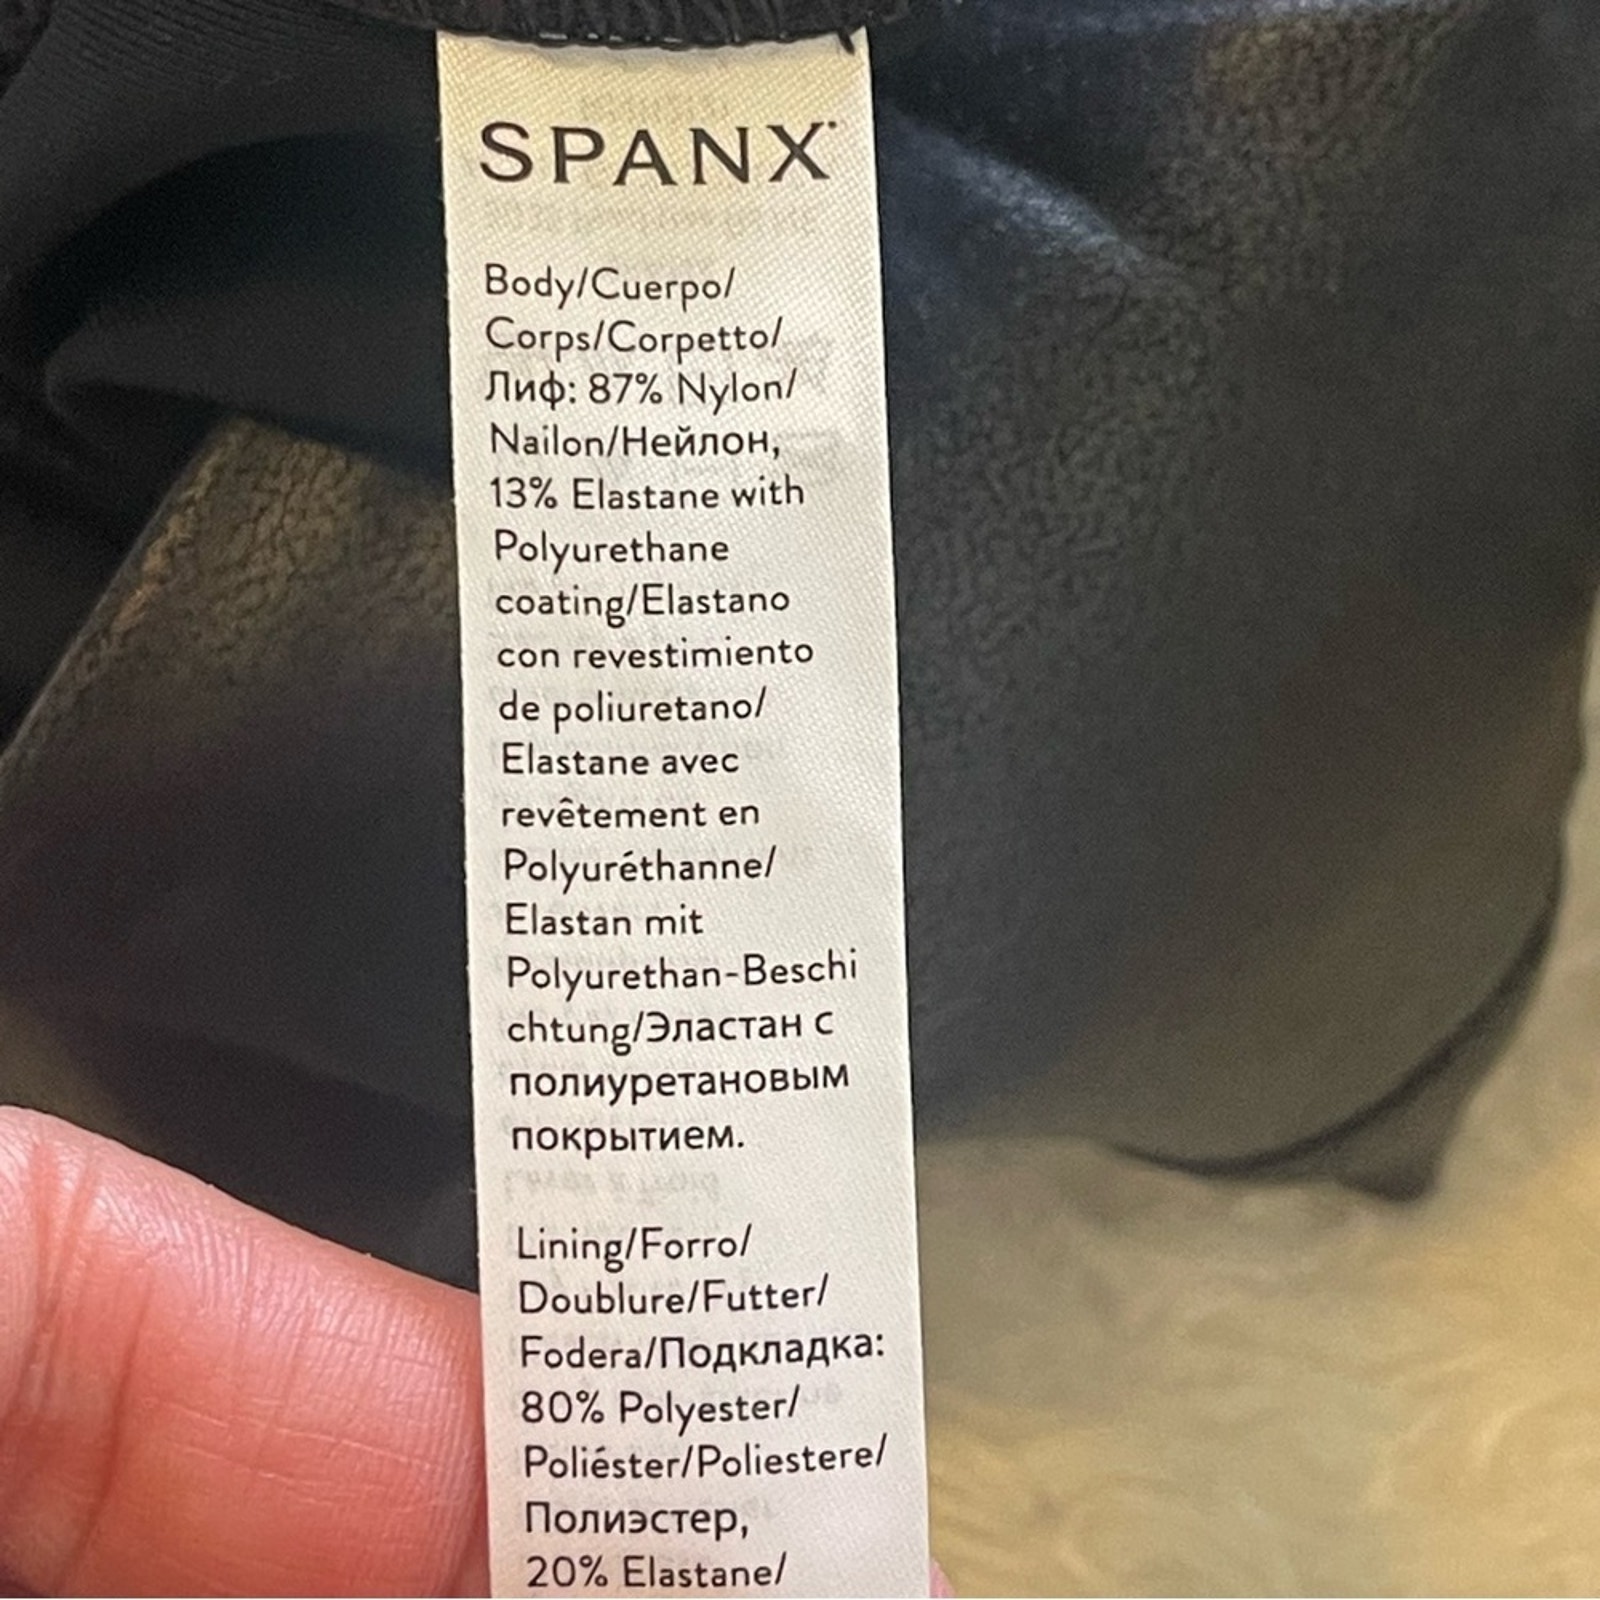 SPANX
Body/Cuerpo/
Corps/Corpetto/
Лиф: 87% Nylon/
Nailon/Нейлон,
13% Elastane with
Polyurethane
coating/Elastano
con revestimiento
de poliuretano/
Elastane avec
revêtement en
Polyuréthanne/
Elastan mit
Polyurethan-Beschi
chtung/Эластан с
полиуретановым
покрытием.
Lining/Forro/
Doublure/Futter/
Fodera/Подкладка:
80% Polyester/
Poliéster/Poliestere/
Полиэстер,
20% Elastane/